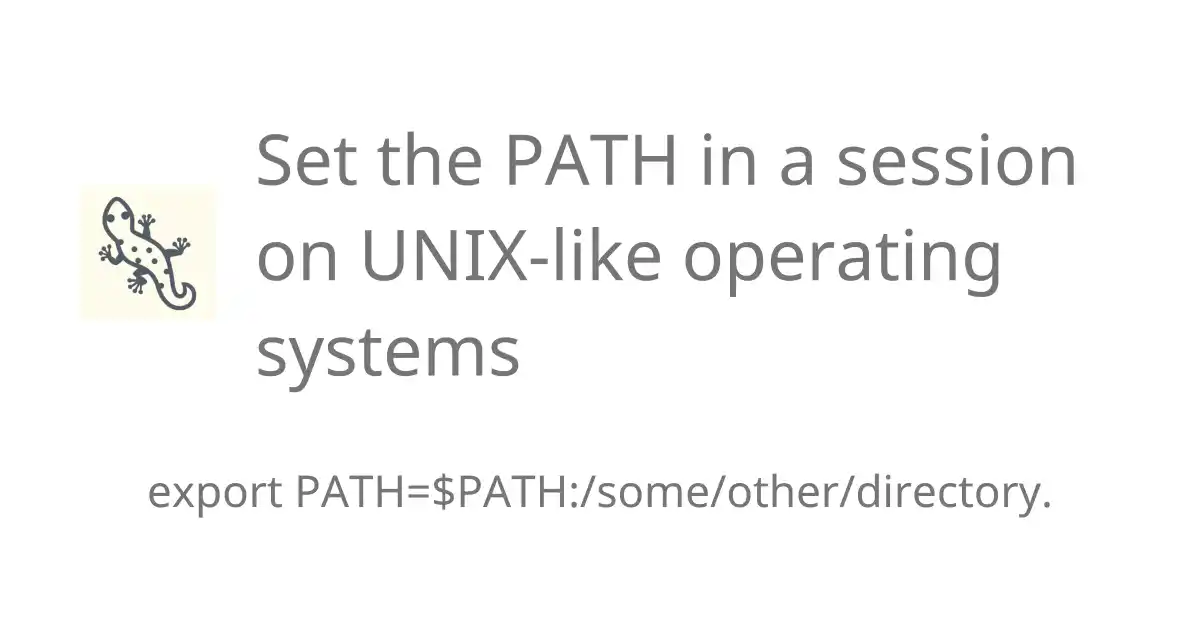 Set the PATH in a session
on UNIX-like operating
systems
export PATH=$PATH:/some/other/directory.